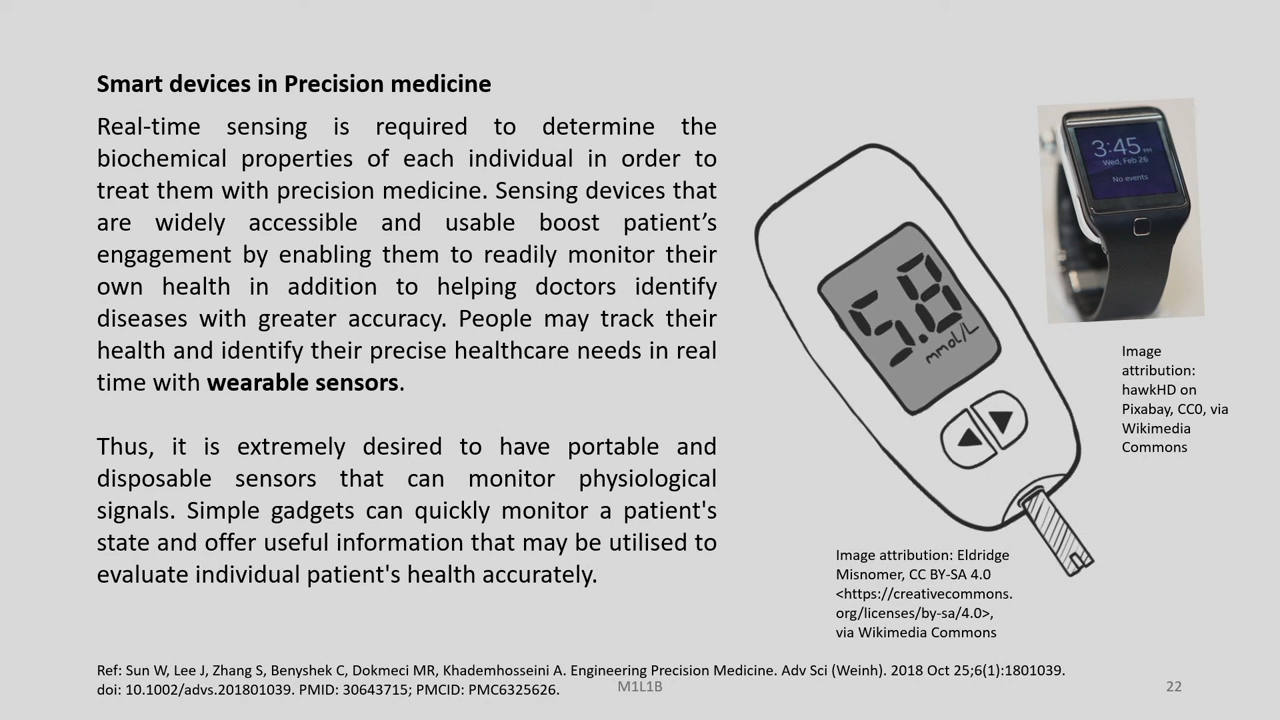 Smart devices in Precision medicine
Real-time sensing is required to determine the
biochemical properties of each individual in order to
treat them with precision medicine. Sensing devices that
are widely accessible and usable boost patient’s
engagement by enabling them to readily monitor their
own health in addition to helping doctors identify
diseases with greater accuracy. People may track their
health and identify their precise healthcare needs in real
time with wearable sensors.
Thus, it is extremely desired to have portable and
disposable sensors that can monitor physiological
signals. Simple gadgets can quickly monitor a patient's
state and offer useful information that may be utilised to
evaluate individual patient's health accurately.
5.8
mmol/L
3:45 PM
Wed, Feb 26
No events
Image
attribution:
hawkHD on
Pixabay, CC0, via
Wikimedia
Commons
Image attribution: Eldridge
Misnomer, CC BY-SA 4.0
<https://creativecommons.
org/licenses/by-sa/4.0>,
via Wikimedia Commons
Ref: Sun W, Lee J, Zhang S, Benyshek C, Dokmeci MR, Khademhosseini A. Engineering Precision Medicine. Adv Sci (Weinh). 2018 Oct 25;6(1):1801039.
doi: 10.1002/advs.201801039. PMID: 30643715; PMCID: PMC6325626.
M1L1B
22